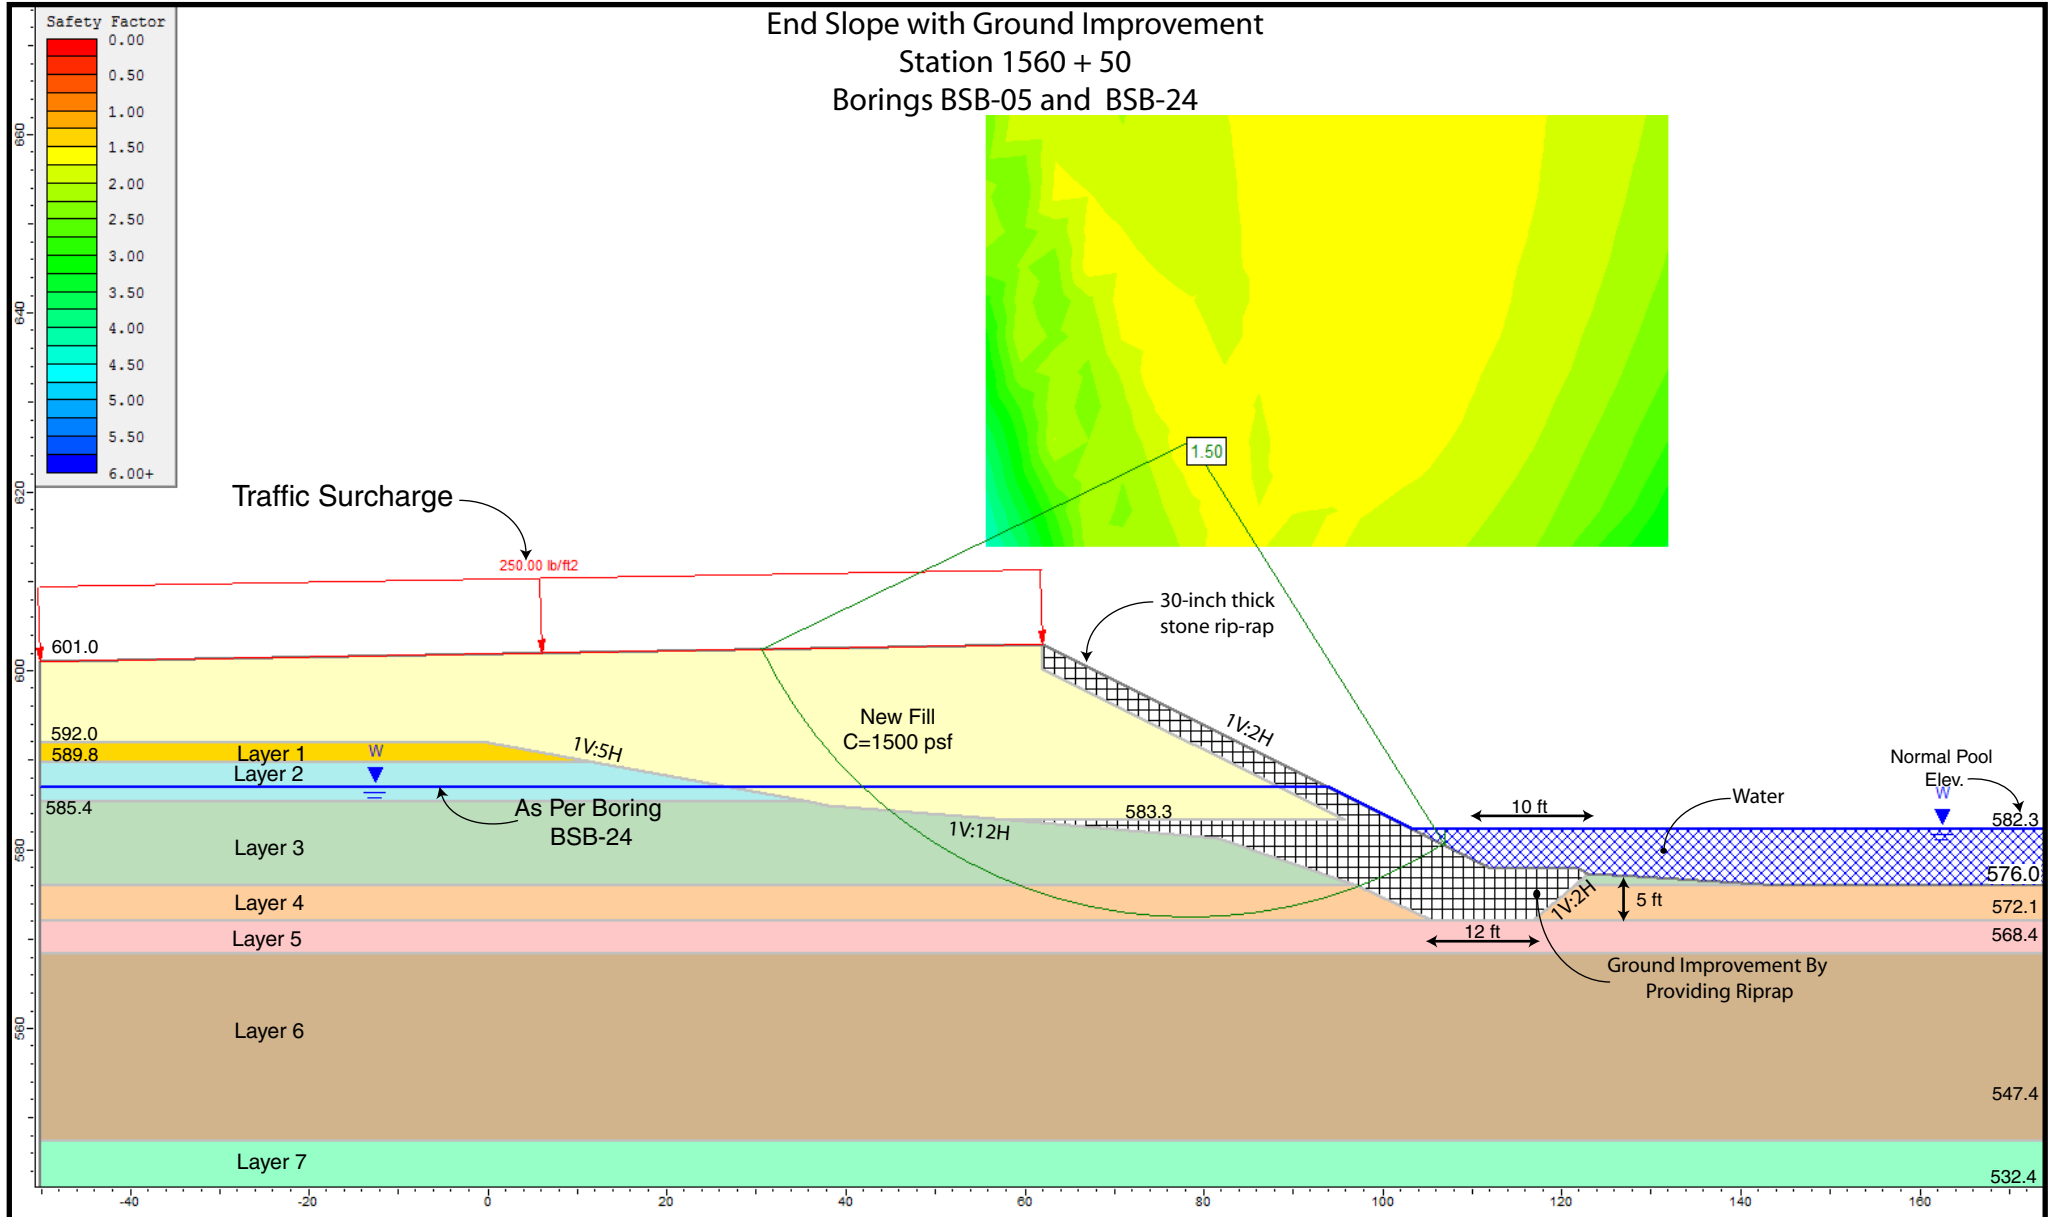 End Slope with Ground Improvement
Station 1560 + 50
Borings BSB-05 and BSB-24
Safety Factor
0.00
0.50
1.00
1.50
2.00
2.50
3.00
3.50
4.00
4.50
5.00
5.50
6.00+
660
640
620
600
580
560
1.50
Traffic Surcharge
250.00 lb/ft2
30-inch thick
stone rip-rap
601.0
592.0
589.8
585.4
Layer 1
Layer 2
Layer 3
Layer 4
Layer 5
Layer 6
Layer 7
W
1V:5H
New Fill
C=1500 psf
1V:2H
As Per Boring
BSB-24
583.3
1V:12H
Normal Pool
Elev.
W
Water
10 ft
582.3
576.0
5 ft
1V:2H
572.1
12 ft
568.4
Ground Improvement By
Providing Riprap
547.4
532.4
-40
-20
0
20
40
60
80
100
120
140
160